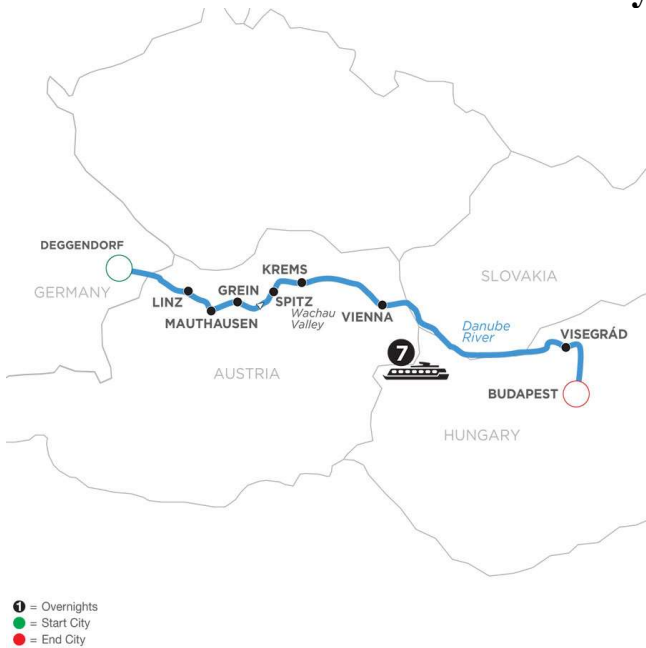 DEGGENDORF
GERMANY
LINZ
MAUTHAUSEN
GREIN
KREMS
SPITZ
Wachau
Valley
VIENNA
AUSTRIA
SLOVAKIA
Danube
River
7
VISEGRÁD
BUDAPEST
HUNGARY
1 = Overnights
= Start City
= End City